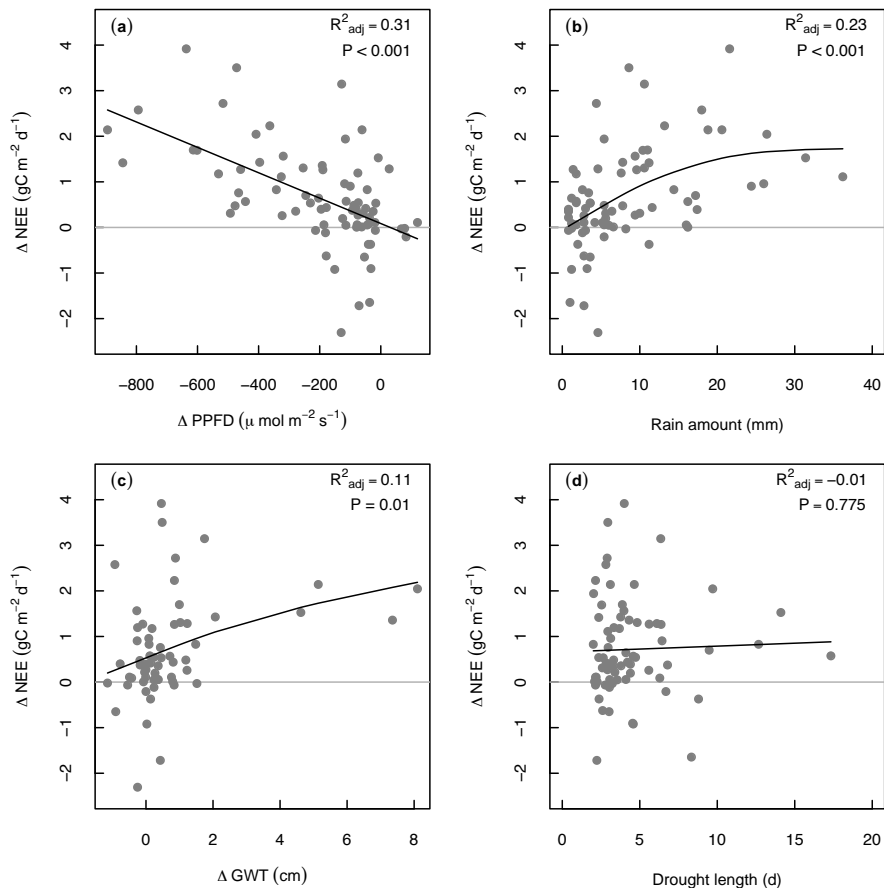 (a)
R²adj = 0.31
P < 0.001
Δ NEE (gC m⁻² d⁻¹)
4
3
2
1
0
−1
−2
−800 −600 −400 −200 0
Δ PPFD (μ mol m⁻² s⁻¹)
(b)
R²adj = 0.23
P < 0.001
Δ NEE (gC m⁻² d⁻¹)
4
3
2
1
0
−1
−2
0 10 20 30 40
Rain amount (mm)
(c)
R²adj = 0.11
P = 0.01
Δ NEE (gC m⁻² d⁻¹)
4
3
2
1
0
−1
−2
0 2 4 6 8
Δ GWT (cm)
(d)
R²adj = −0.01
P = 0.775
Δ NEE (gC m⁻² d⁻¹)
4
3
2
1
0
−1
−2
0 5 10 15 20
Drought length (d)